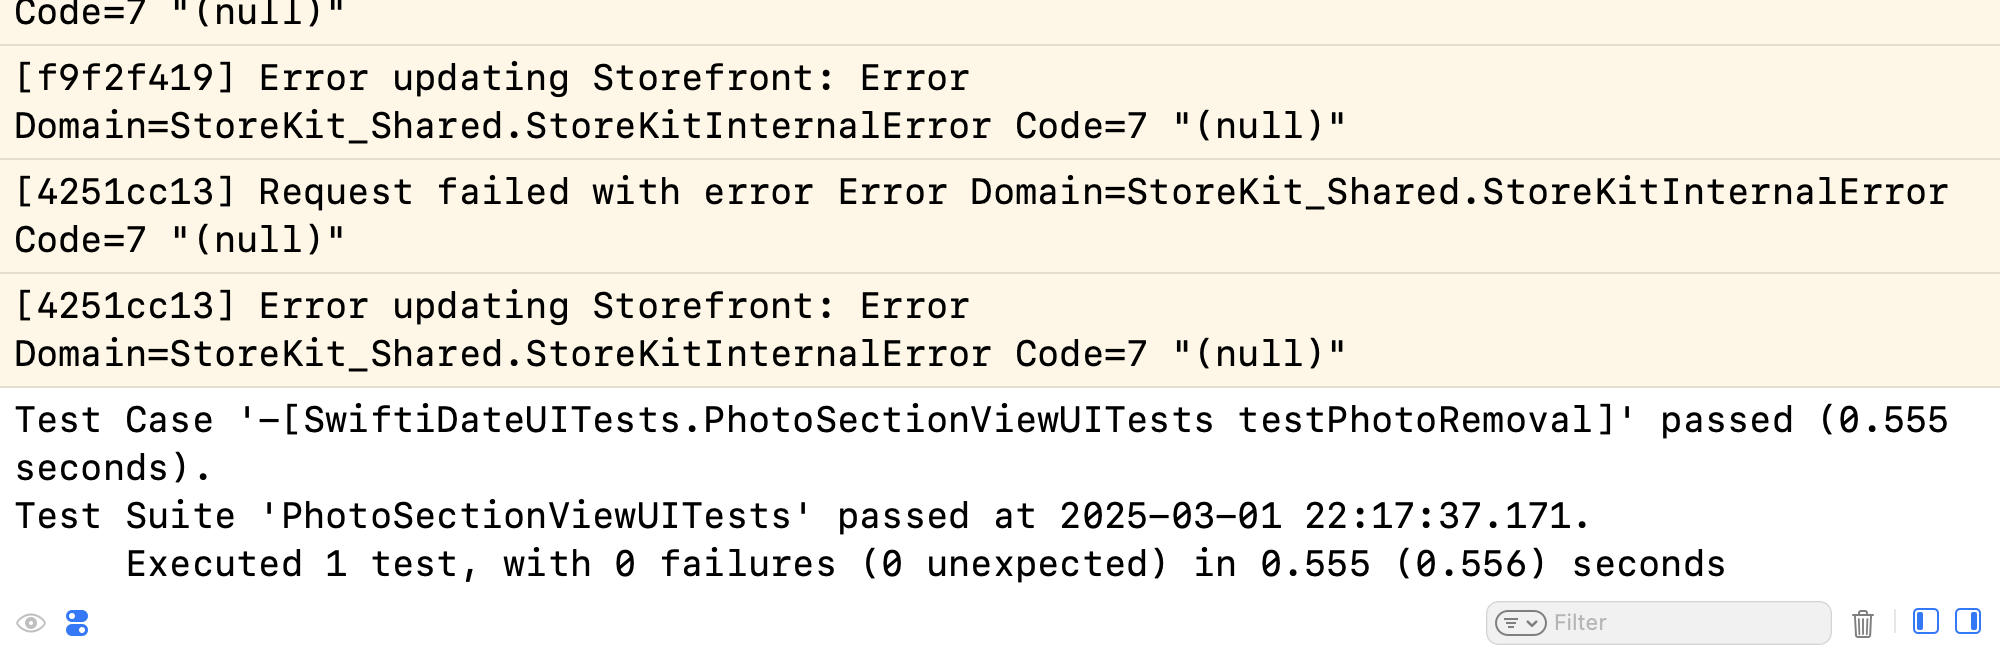 Code=7 "(null)"
[f9f2f419] Error updating Storefront: Error
Domain=StoreKit_Shared.StoreKitInternalError Code=7 "(null)"
[4251cc13] Request failed with error Error Domain=StoreKit_Shared.StoreKitInternalError
Code=7 "(null)"
[4251cc13] Error updating Storefront: Error
Domain=StoreKit_Shared.StoreKitInternalError Code=7 "(null)"
Test Case '-[SwiftiDateUITests.PhotoSectionViewUITests testPhotoRemoval]' passed (0.555
seconds).
Test Suite 'PhotoSectionViewUITests' passed at 2025-03-01 22:17:37.171.
Executed 1 test, with 0 failures (0 unexpected) in 0.555 (0.556) seconds
Filter